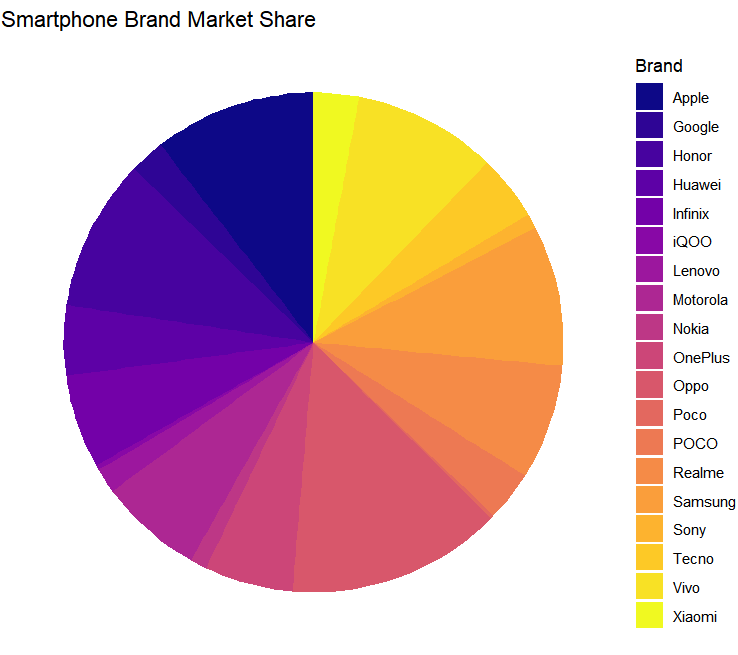 Smartphone Brand Market Share
Brand
Apple
Google
Honor
Huawei
Infinix
iQOO
Lenovo
Motorola
Nokia
OnePlus
Oppo
Poco
POCO
Realme
Samsung
Sony
Tecno
Vivo
Xiaomi